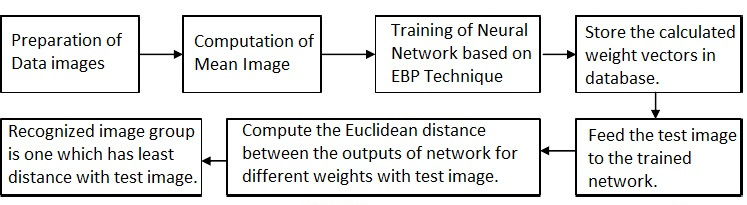 Preparation of
Data images
Computation of
Mean Image
Training of Neural
Network based on
EBP Technique
Store the calculated
weight vectors in
database.
Feed the test image
to the trained
network.
Compute the Euclidean distance
between the outputs of network for
different weights with test image.
Recognized image group
is one which has least
distance with test image.